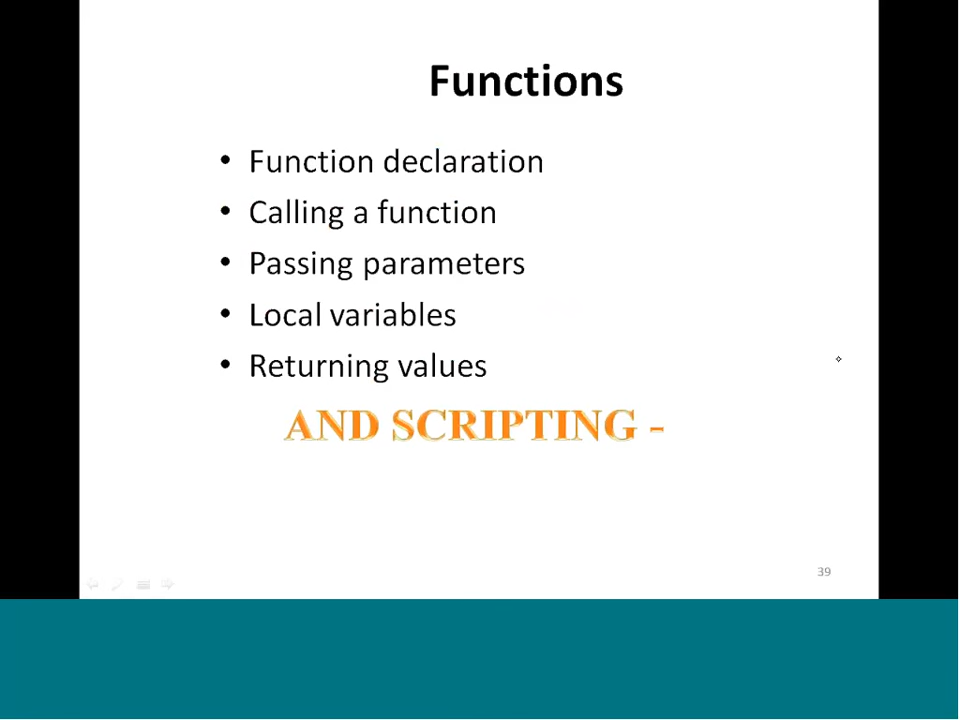 Functions
• Function declaration
• Calling a function
• Passing parameters
• Local variables
• Returning values
AND SCRIPTING -
39